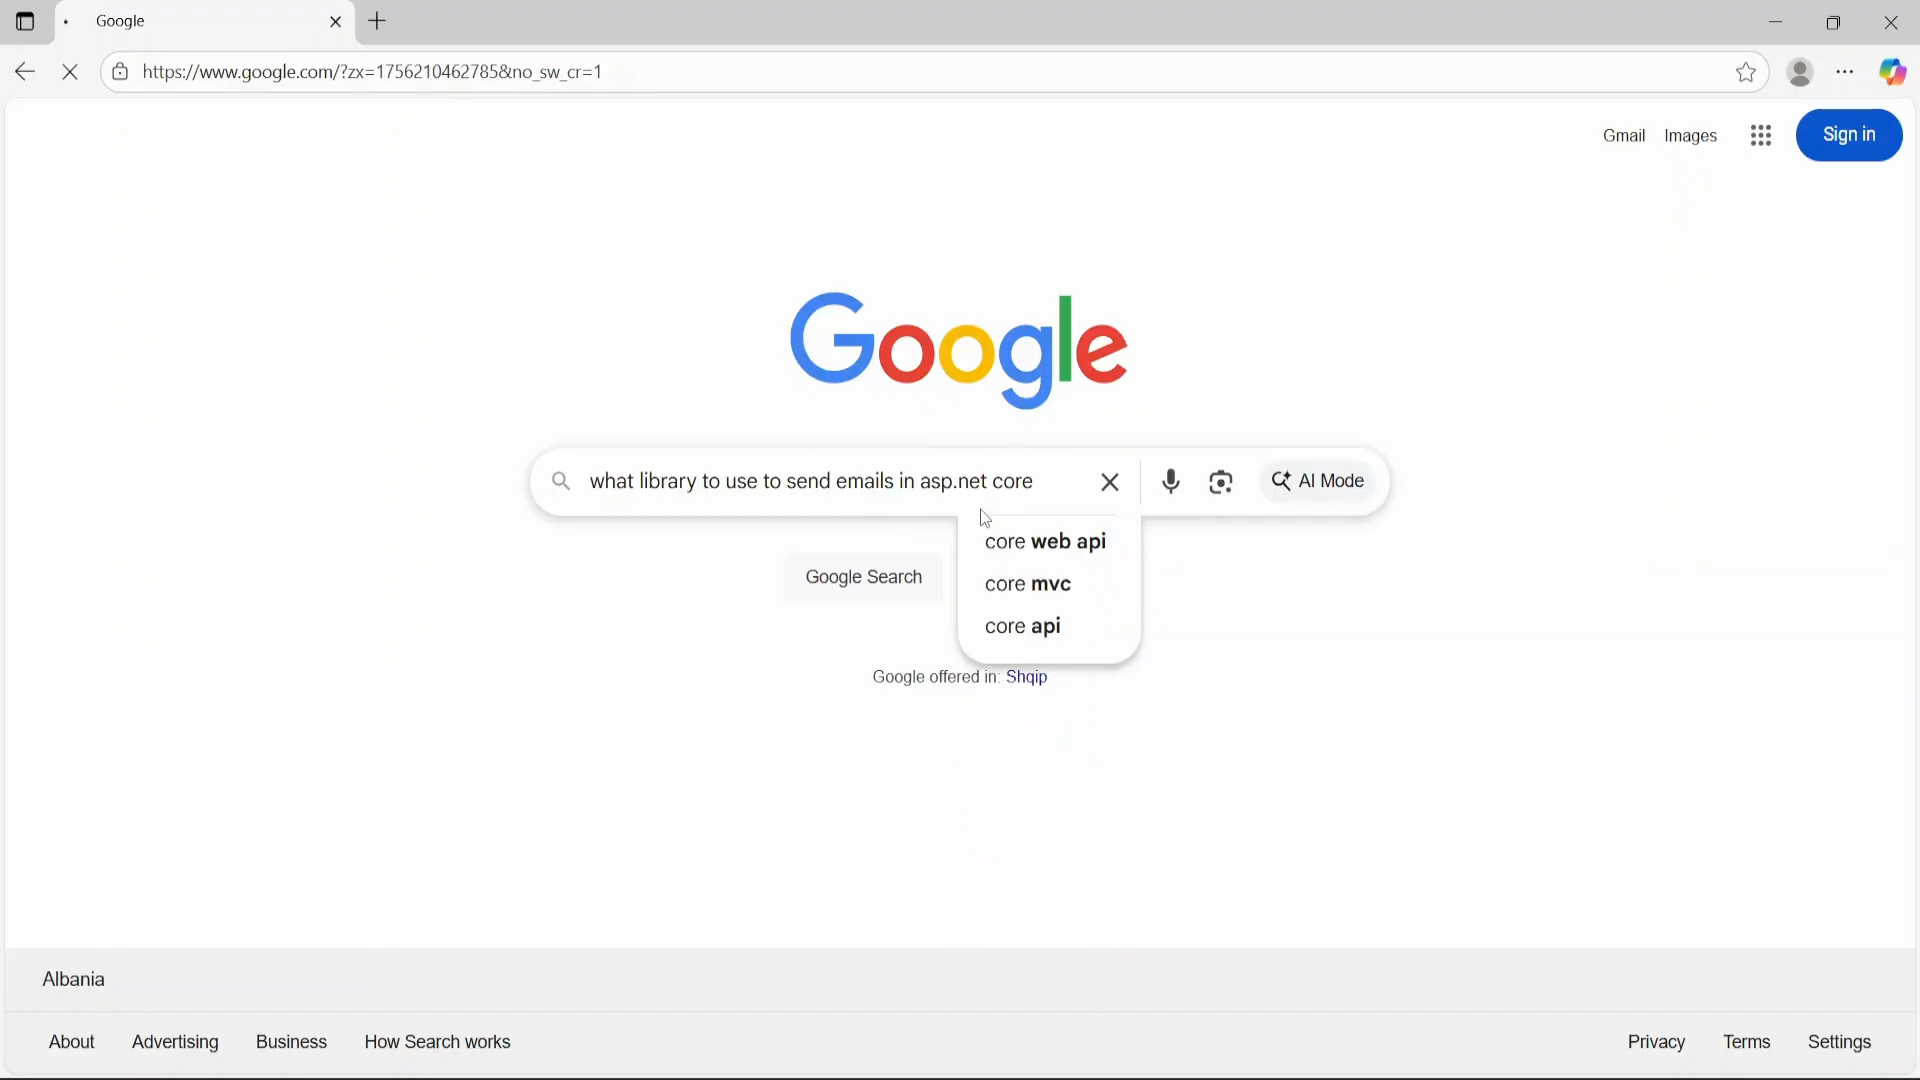 Google
https://www.google.com/?zx=1756210462785&no_sw_cr=1
Gmail Images Sign in
Google
what library to use to send emails in asp.net core AI Mode
core web api
Google Search
core mvc
core api
Google offered in: Shqip
Albania
About Advertising Business How Search works Privacy Terms Settings